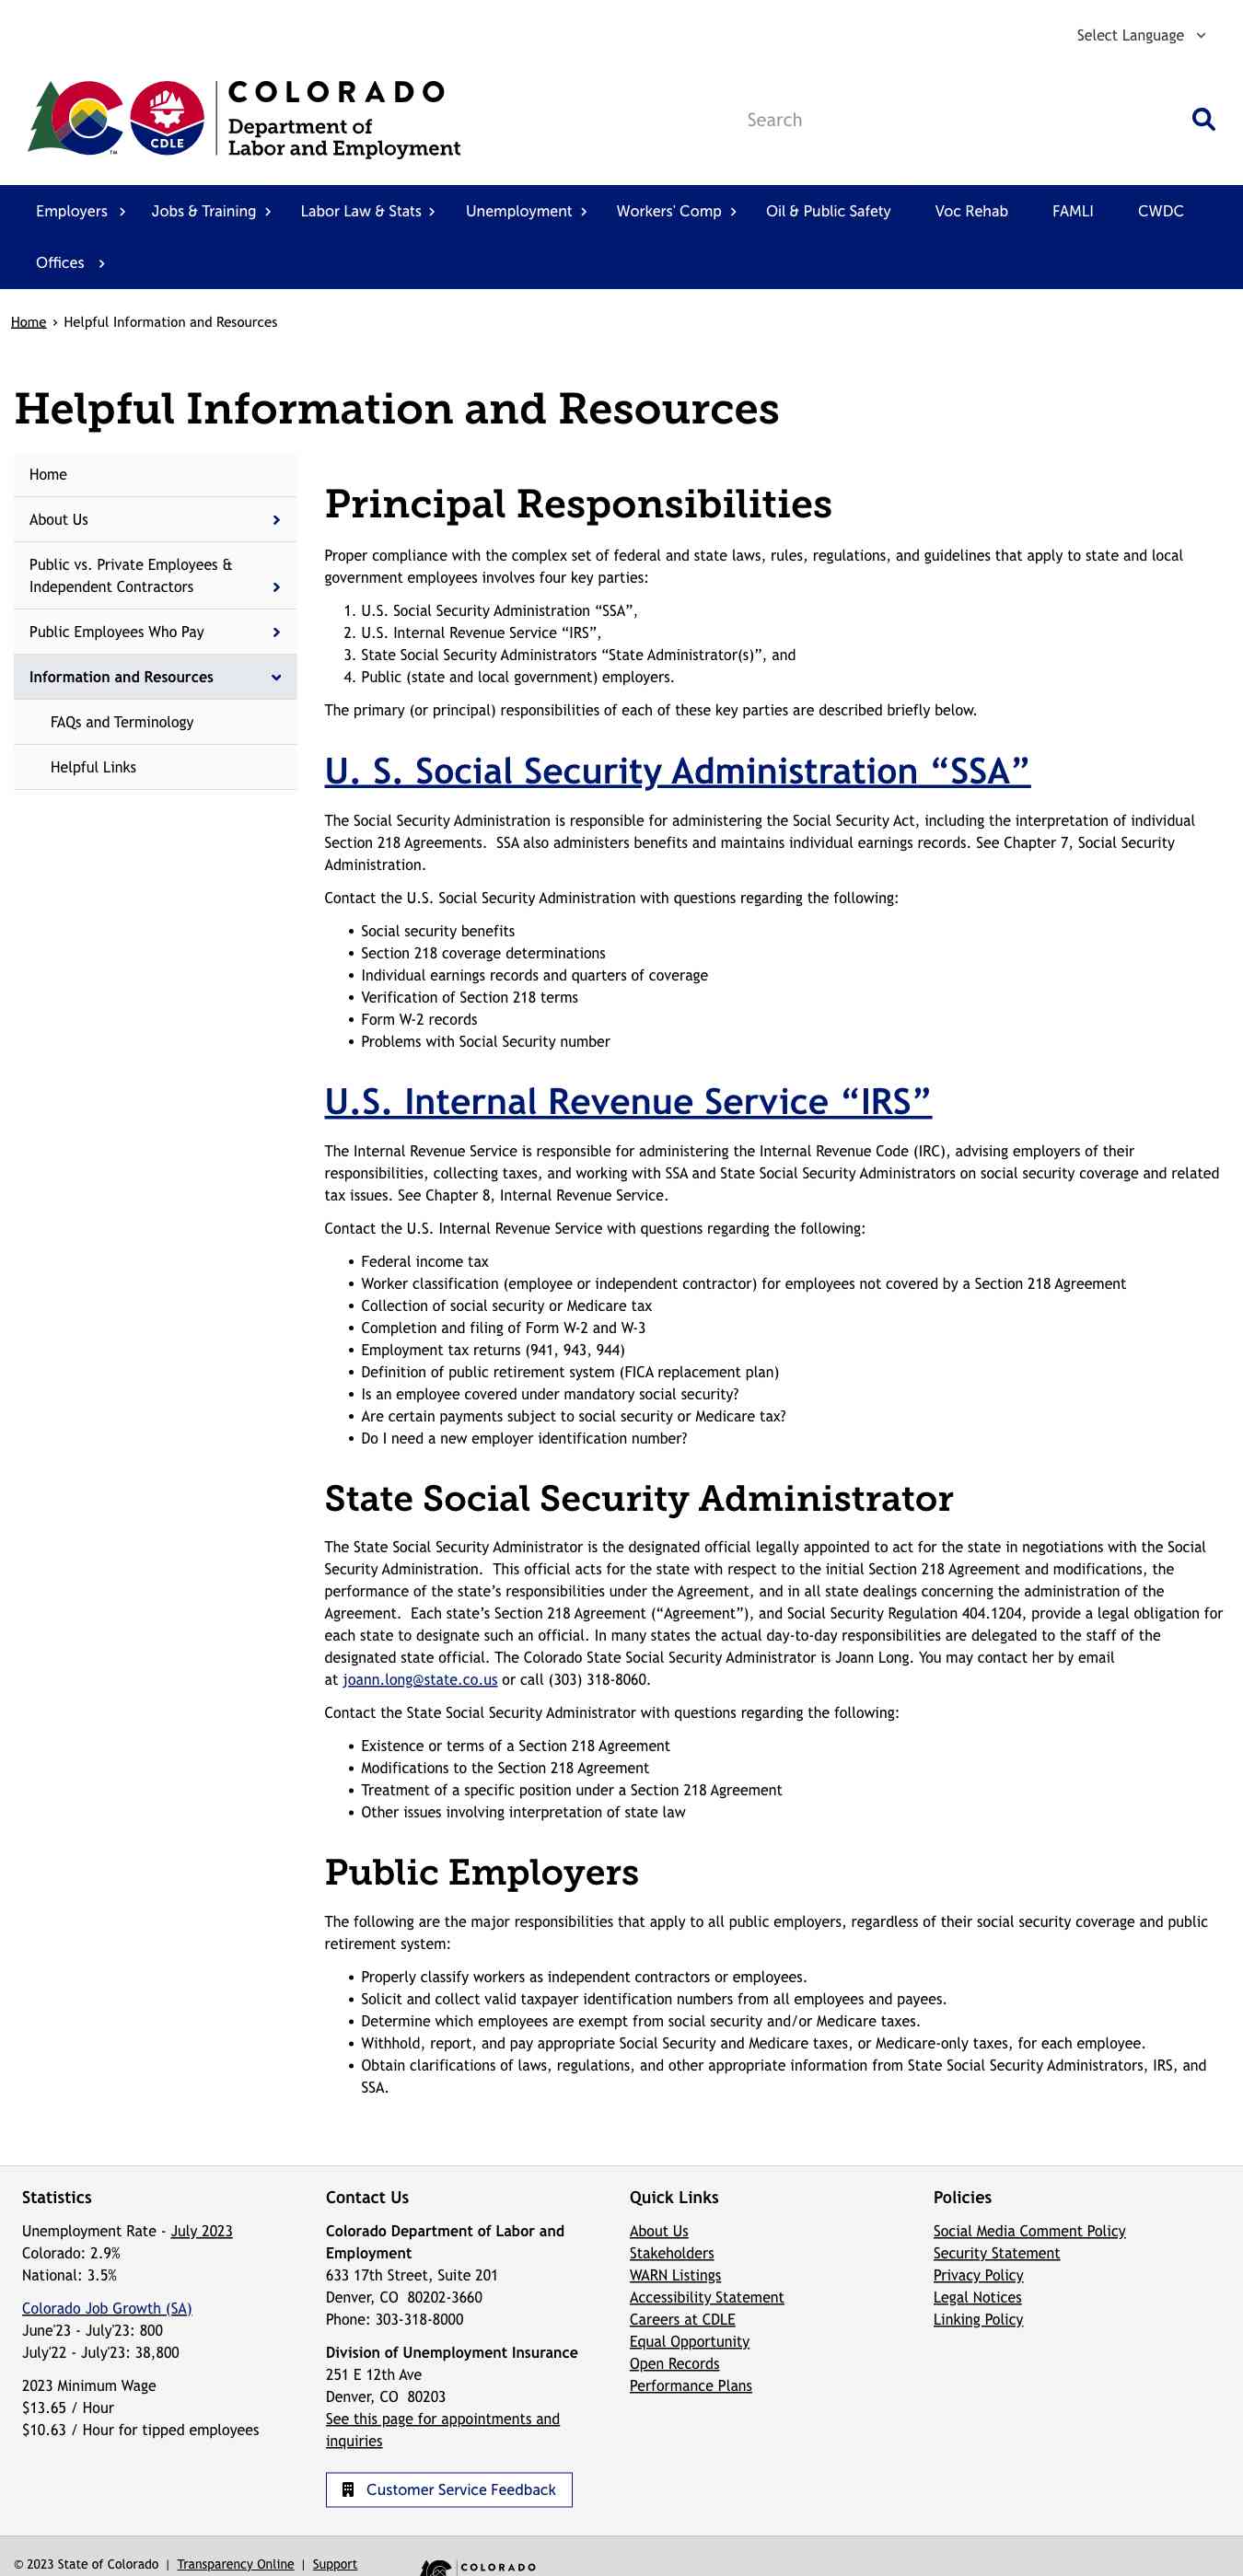 Select Language
COLORADO
Department of
Labor and Employment
CDLE
TM
Search
Employers
Jobs & Training
Labor Law & Stats
Unemployment
Workers' Comp
Oil & Public Safety
Voc Rehab
FAMLI
CWDC
Offices
Home › Helpful Information and Resources
Helpful Information and Resources
Home
About Us
Public vs. Private Employees &
Independent Contractors
Public Employees Who Pay
Information and Resources
FAQs and Terminology
Helpful Links
Principal Responsibilities
Proper compliance with the complex set of federal and state laws, rules, regulations, and guidelines that apply to state and local
government employees involves four key parties:
1. U.S. Social Security Administration “SSA”,
2. U.S. Internal Revenue Service “IRS”,
3. State Social Security Administrators “State Administrator(s)”, and
4. Public (state and local government) employers.
The primary (or principal) responsibilities of each of these key parties are described briefly below.
U. S. Social Security Administration “SSA”
The Social Security Administration is responsible for administering the Social Security Act, including the interpretation of individual
Section 218 Agreements.  SSA also administers benefits and maintains individual earnings records. See Chapter 7, Social Security
Administration.
Contact the U.S. Social Security Administration with questions regarding the following:
• Social security benefits
• Section 218 coverage determinations
• Individual earnings records and quarters of coverage
• Verification of Section 218 terms
• Form W-2 records
• Problems with Social Security number
U.S. Internal Revenue Service “IRS”
The Internal Revenue Service is responsible for administering the Internal Revenue Code (IRC), advising employers of their
responsibilities, collecting taxes, and working with SSA and State Social Security Administrators on social security coverage and related
tax issues. See Chapter 8, Internal Revenue Service.
Contact the U.S. Internal Revenue Service with questions regarding the following:
• Federal income tax
• Worker classification (employee or independent contractor) for employees not covered by a Section 218 Agreement
• Collection of social security or Medicare tax
• Completion and filing of Form W-2 and W-3
• Employment tax returns (941, 943, 944)
• Definition of public retirement system (FICA replacement plan)
• Is an employee covered under mandatory social security?
• Are certain payments subject to social security or Medicare tax?
• Do I need a new employer identification number?
State Social Security Administrator
The State Social Security Administrator is the designated official legally appointed to act for the state in negotiations with the Social
Security Administration.  This official acts for the state with respect to the initial Section 218 Agreement and modifications, the
performance of the state’s responsibilities under the Agreement, and in all state dealings concerning the administration of the
Agreement.  Each state’s Section 218 Agreement (“Agreement”), and Social Security Regulation 404.1204, provide a legal obligation for
each state to designate such an official. In many states the actual day-to-day responsibilities are delegated to the staff of the
designated state official. The Colorado State Social Security Administrator is Joann Long. You may contact her by email
at joann.long@state.co.us or call (303) 318-8060.
Contact the State Social Security Administrator with questions regarding the following:
• Existence or terms of a Section 218 Agreement
• Modifications to the Section 218 Agreement
• Treatment of a specific position under a Section 218 Agreement
• Other issues involving interpretation of state law
Public Employers
The following are the major responsibilities that apply to all public employers, regardless of their social security coverage and public
retirement system:
• Properly classify workers as independent contractors or employees.
• Solicit and collect valid taxpayer identification numbers from all employees and payees.
• Determine which employees are exempt from social security and/or Medicare taxes.
• Withhold, report, and pay appropriate Social Security and Medicare taxes, or Medicare-only taxes, for each employee.
• Obtain clarifications of laws, regulations, and other appropriate information from State Social Security Administrators, IRS, and
SSA.
Statistics
Unemployment Rate - July 2023
Colorado: 2.9%
National: 3.5%
Colorado Job Growth (SA)
June'23 - July'23: 800
July'22 - July'23: 38,800
2023 Minimum Wage
$13.65 / Hour
$10.63 / Hour for tipped employees
Contact Us
Colorado Department of Labor and
Employment
633 17th Street, Suite 201
Denver, CO  80202-3660
Phone: 303-318-8000
Division of Unemployment Insurance
251 E 12th Ave
Denver, CO  80203
See this page for appointments and
inquiries
Customer Service Feedback
Quick Links
About Us
Stakeholders
WARN Listings
Accessibility Statement
Careers at CDLE
Equal Opportunity
Open Records
Performance Plans
Policies
Social Media Comment Policy
Security Statement
Privacy Policy
Legal Notices
Linking Policy
© 2023 State of Colorado | Transparency Online | Support
COLORADO